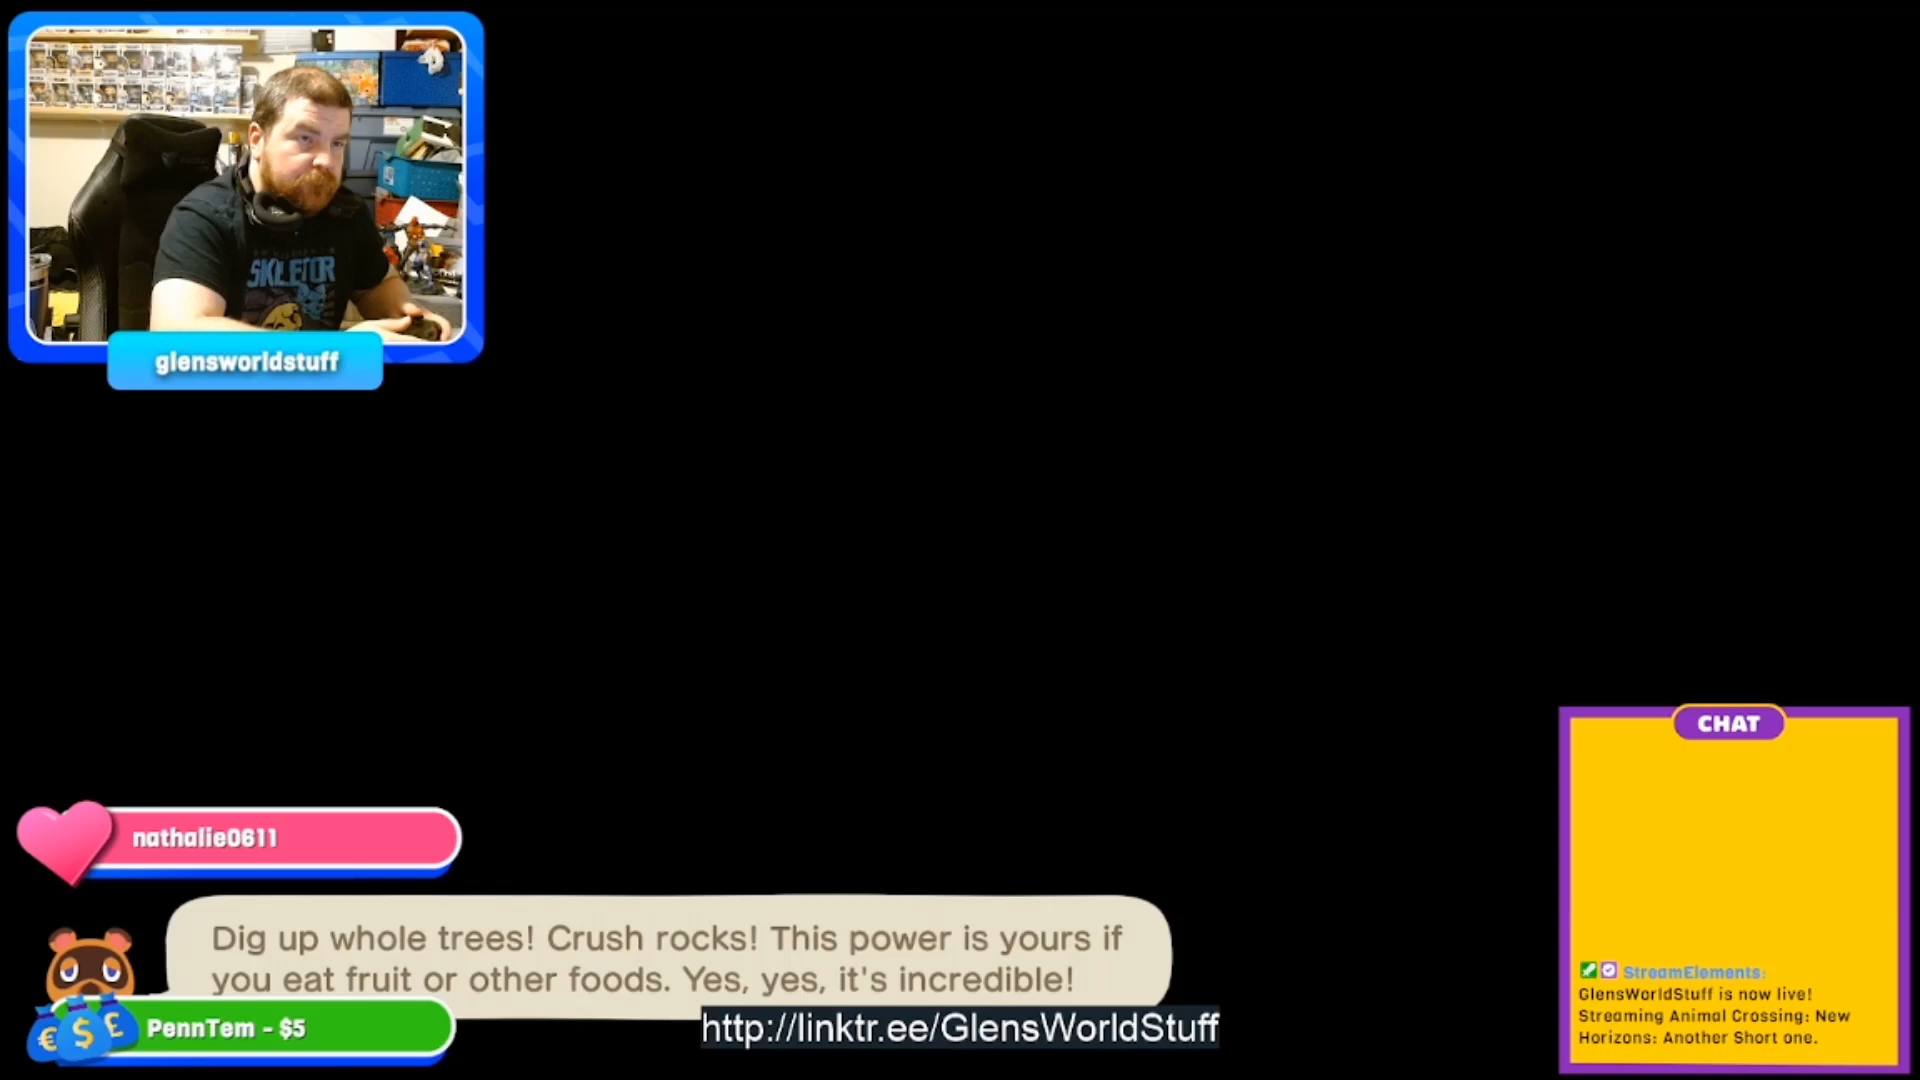 SKELETOR
glensworldstuff
nathalie0611
Dig up whole trees! Crush rocks! This power is yours if
you eat fruit or other foods. Yes, yes, it's incredible!
PennTem - $5
http://linktr.ee/GlensWorldStuff
CHAT
StreamElements:
GlensWorldStuff is now live!
Streaming Animal Crossing: New
Horizons: Another Short one.